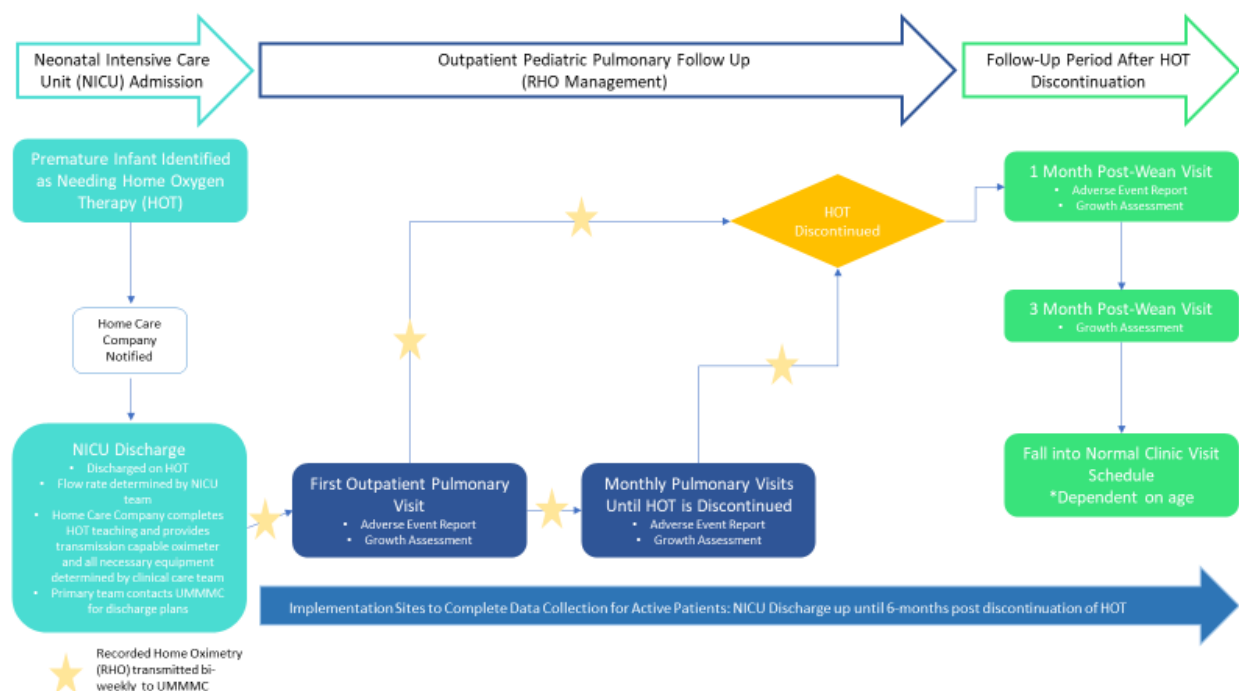 Neonatal Intensive Care
Unit (NICU) Admission
Outpatient Pediatric Pulmonary Follow Up
(RHO Management)
Follow-Up Period After HOT
Discontinuation
Premature Infant Identified
as Needing Home Oxygen
Therapy (HOT)
Home Care
Company
Notified
NICU Discharge
• Discharged on HOT
• Flow rate determined by NICU
team
• Home Care Company completes
HOT teaching and provides
transmission capable oximeter
and all necessary equipment
determined by clinical care team
• Primary team contacts UMMMC
for discharge plans
First Outpatient Pulmonary
Visit
• Adverse Event Report
• Growth Assessment
Monthly Pulmonary Visits
Until HOT is Discontinued
• Adverse Event Report
• Growth Assessment
HOT
Discontinued
1 Month Post-Wean Visit
• Adverse Event Report
• Growth Assessment
3 Month Post-Wean Visit
• Growth Assessment
Fall into Normal Clinic Visit
Schedule
*Dependent on age
Implementation Sites to Complete Data Collection for Active Patients: NICU Discharge up until 6-months post discontinuation of HOT
Recorded Home Oximetry
(RHO) transmitted bi-
weekly to UMMMC